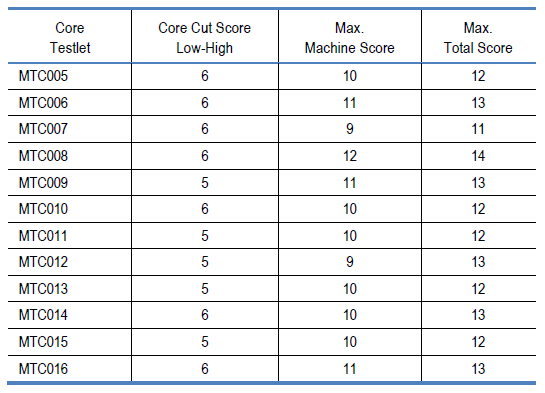 Core Core Cut Score Max. Max.
Testlet Low-High Machine Score Total Score
MTC005 6 10 12
MTC006 6 11 13
MTC007 6 9 11
MTC008 6 12 14
MTC009 5 11 13
MTC010 6 10 12
MTC011 5 10 12
MTC012 5 9 13
MTC013 5 10 12
MTC014 6 10 13
MTC015 5 10 12
MTC016 6 11 13